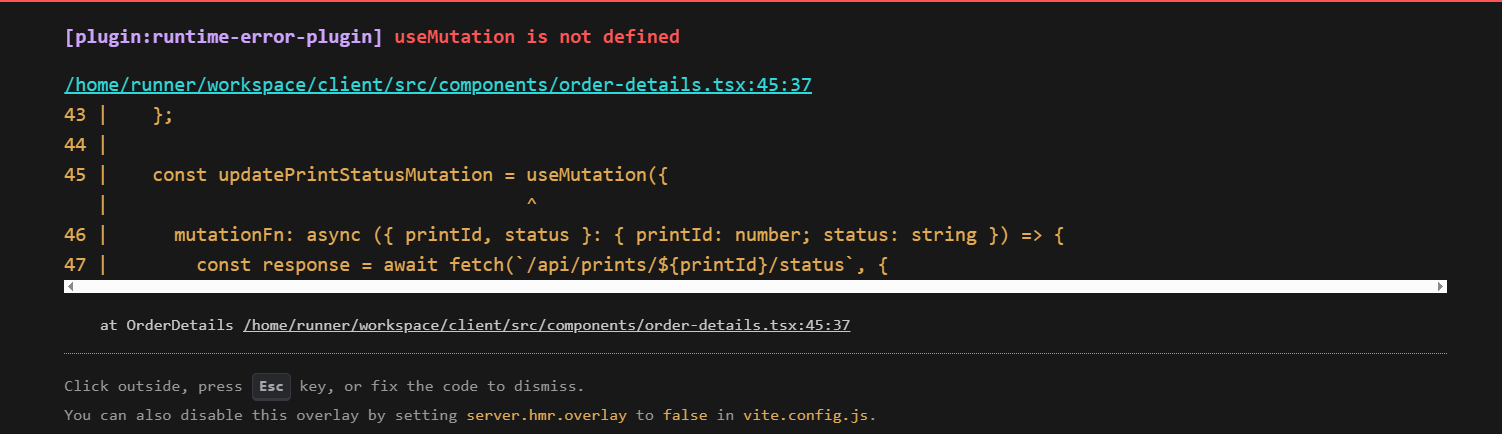 [plugin:runtime-error-plugin] useMutation is not defined
/home/runner/workspace/client/src/components/order-details.tsx:45:37
43 |    };
44 |
45 |    const updatePrintStatusMutation = useMutation({
   |                                      ^
46 |      mutationFn: async ({ printId, status }: { printId: number; status: string }) => {
47 |        const response = await fetch(`/api/prints/${printId}/status`, {
at OrderDetails /home/runner/workspace/client/src/components/order-details.tsx:45:37
Click outside, press Esc key, or fix the code to dismiss.
You can also disable this overlay by setting server.hmr.overlay to false in vite.config.js.